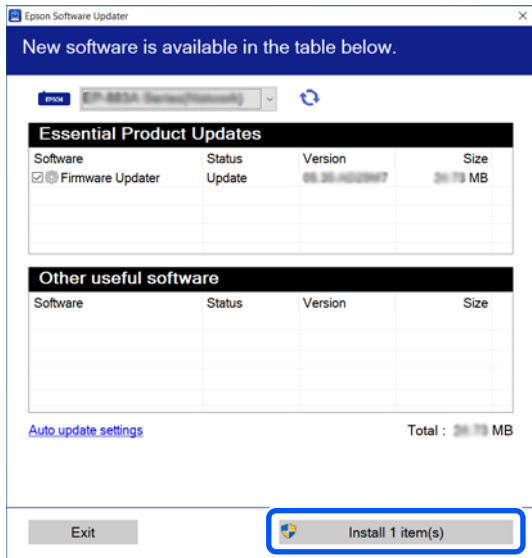 Epson Software Updater
New software is available in the table below.
EPSON
Essential Product Updates
Software Status Version Size
Firmware Updater Update MB
Other useful software
Software Status Version Size
Auto update settings Total : MB
Exit Install 1 item(s)